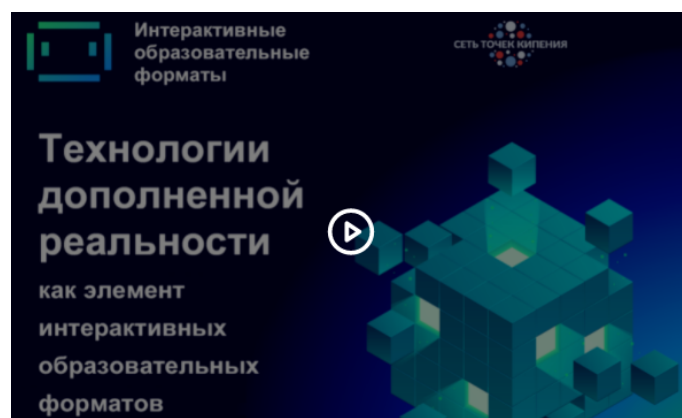 Интерактивные
образовательные
форматы
СЕТЬ ТОЧЕК КИПЕНИЯ
Технологии
дополненной
реальности
как элемент
интерактивных
образовательных
форматов